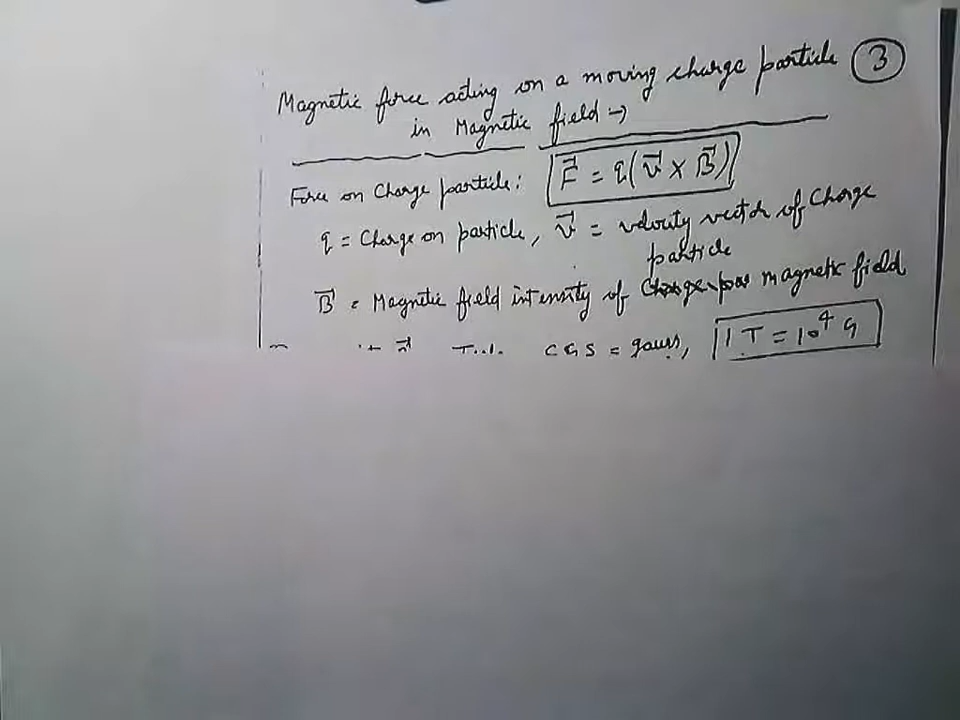 Magnetic force acting on a moving charge particle 3
in Magnetic field →
Force on Charge particle: F⃗ = q(v⃗ × B⃗)
q = Charge on particle, v⃗ = velocity vector of Charge
particle
B⃗ = Magnetic field intensity of magnetic field
CGS = gauss, 1 T = 10⁴ G